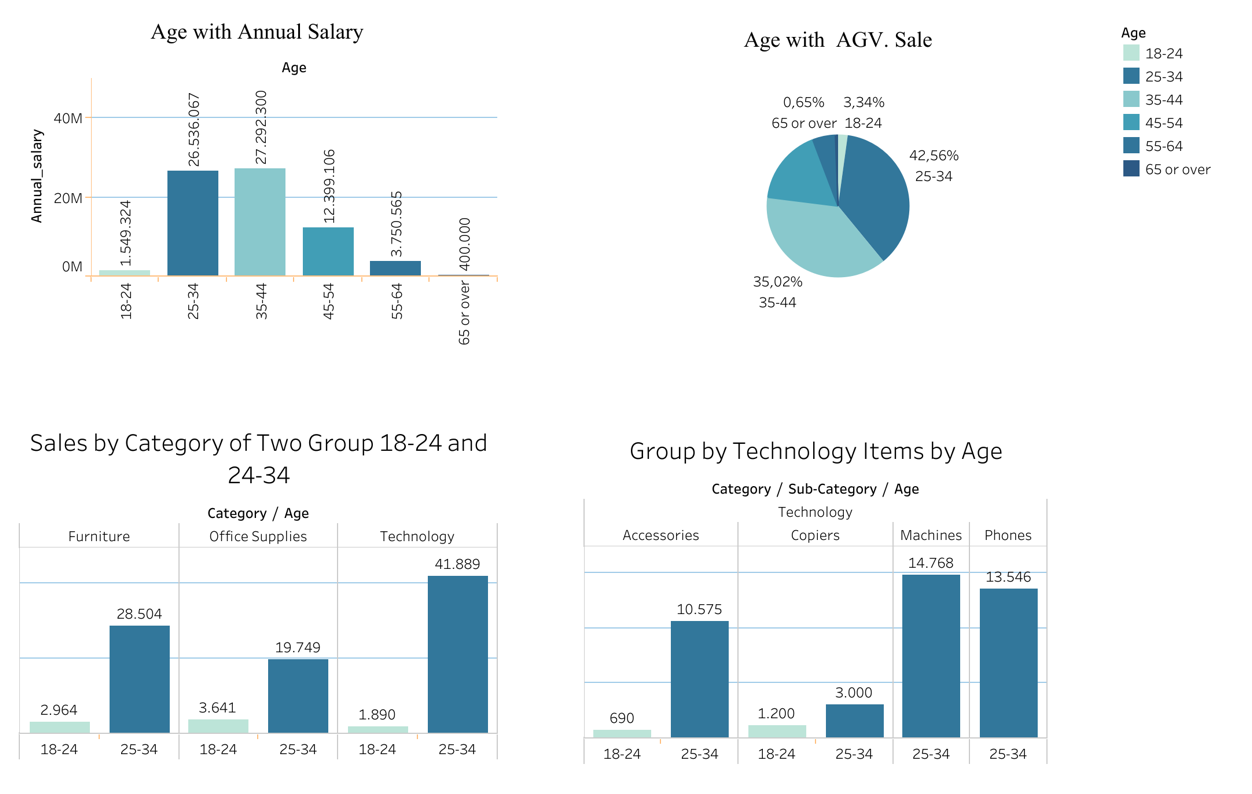 Age with Annual Salary
Age
Annual_salary
40M
20M
0M
1.549.324
26.536.067
27.292.300
12.399.106
3.750.565
400.000
18-24
25-34
35-44
45-54
55-64
65 or over
Age with AGV. Sale
0,65%
65 or over
3,34%
18-24
42,56%
25-34
35,02%
35-44
Age
18-24
25-34
35-44
45-54
55-64
65 or over
Sales by Category of Two Group 18-24 and
24-34
Category / Age
Furniture
Office Supplies
Technology
2.964
28.504
3.641
19.749
1.890
41.889
18-24
25-34
18-24
25-34
18-24
25-34
Group by Technology Items by Age
Category / Sub-Category / Age
Technology
Accessories
Copiers
Machines
Phones
690
10.575
1.200
3.000
14.768
13.546
18-24
25-34
18-24
25-34
25-34
25-34